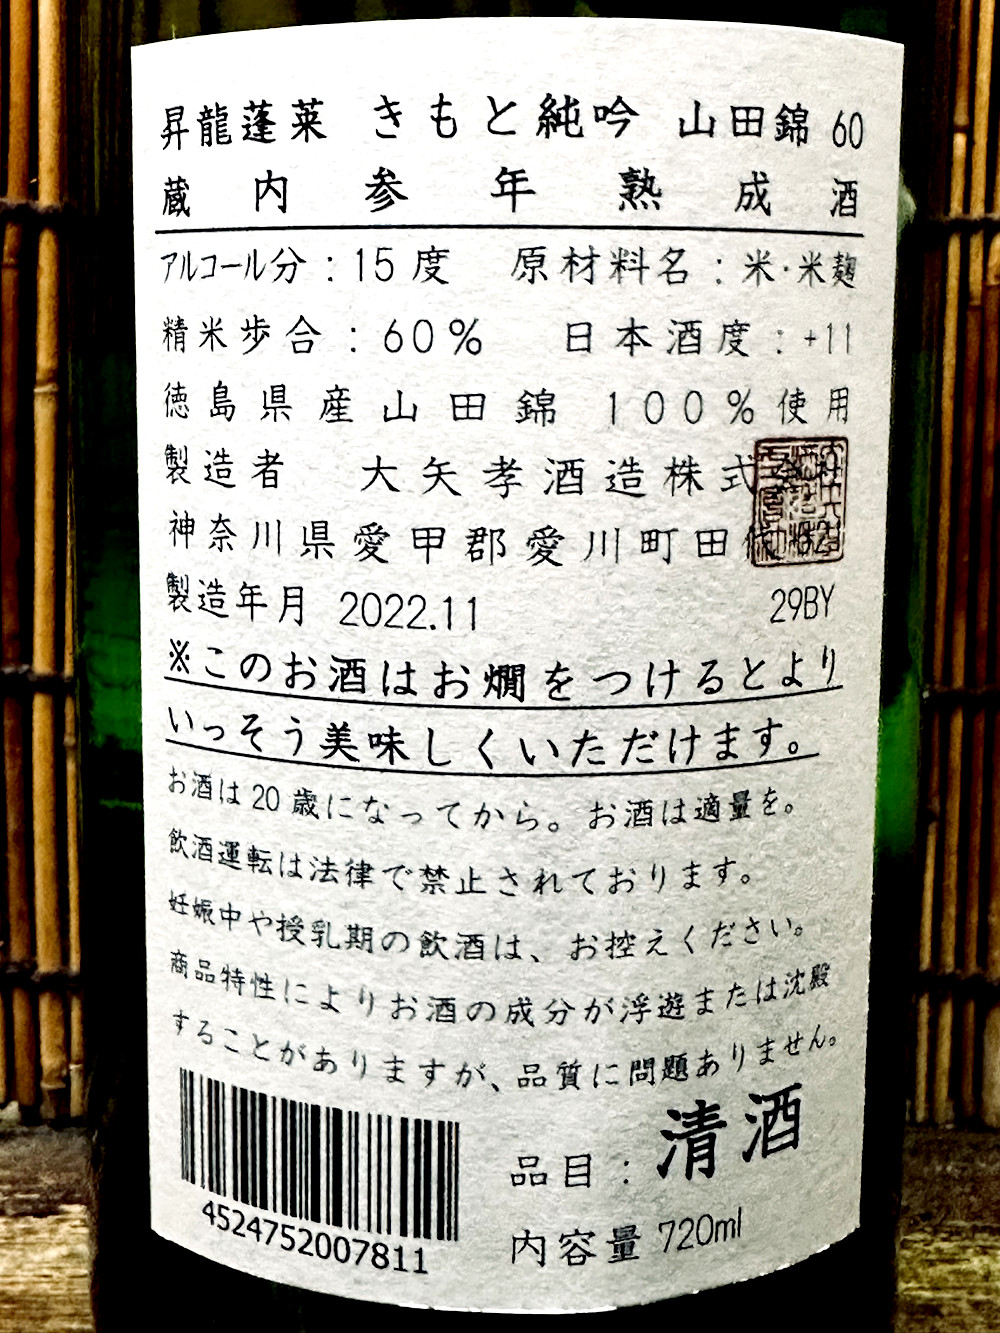 昇龍蓬莱 きもと純吟 山田錦 60
蔵内参年熟成酒
アルコール分：15度 原材料名：米・米麹
精米歩合：60％ 日本酒度：+11
徳島県産山田錦 100％使用
製造者 大矢孝酒造株式
神奈川県愛甲郡愛川町田代
製造年月 2022.11 29BY
※このお酒はお燗をつけるとより
いっそう美味しくいただけます。
お酒は20歳になってから。お酒は適量を。
飲酒運転は法律で禁止されております。
妊娠中や授乳期の飲酒は、お控えください。
商品特性によりお酒の成分が浮遊または沈殿
することがありますが、品質に問題ありません。
品目：清酒
内容量 720ml
4524752007811